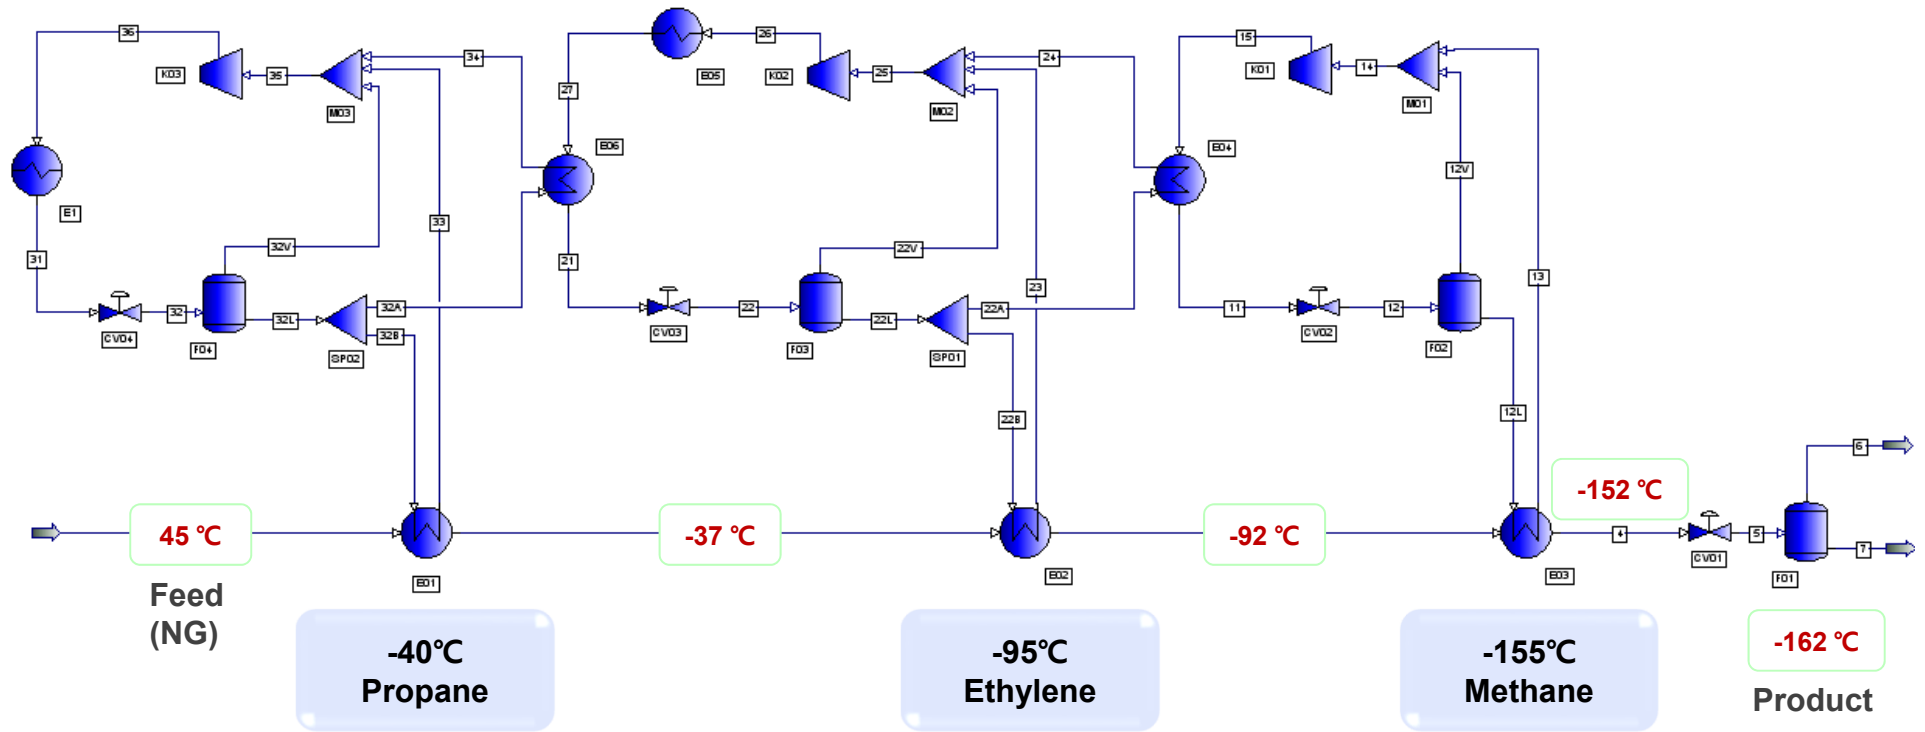 36
K03
35
M03
34
E1
31
32V
33
CV04
32
F04
32L
SP02
32A
32B
26
E05
K02
25
M02
24
27
E06
21
22V
23
CV03
22
F03
22L
SP01
22A
22B
15
K01
14
M01
E04
12V
13
11
CV02
12
F02
12L
45 ℃
Feed
(NG)
E01
-37 ℃
E02
-92 ℃
E03
-152 ℃
4
CV01
5
F01
6
7
-40℃
Propane
-95℃
Ethylene
-155℃
Methane
-162 ℃
Product